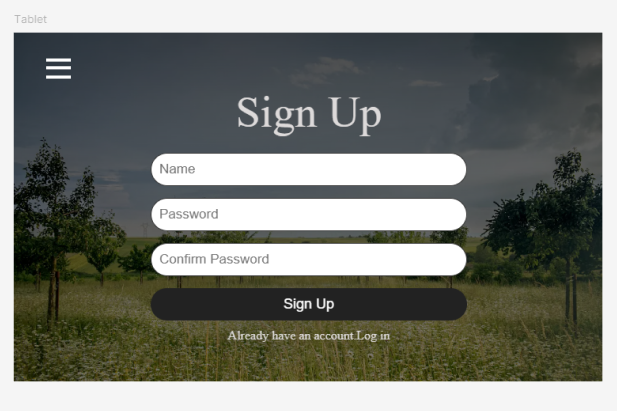 Tablet
Sign Up
Name
Password
Confirm Password
Sign Up
Already have an account Log in